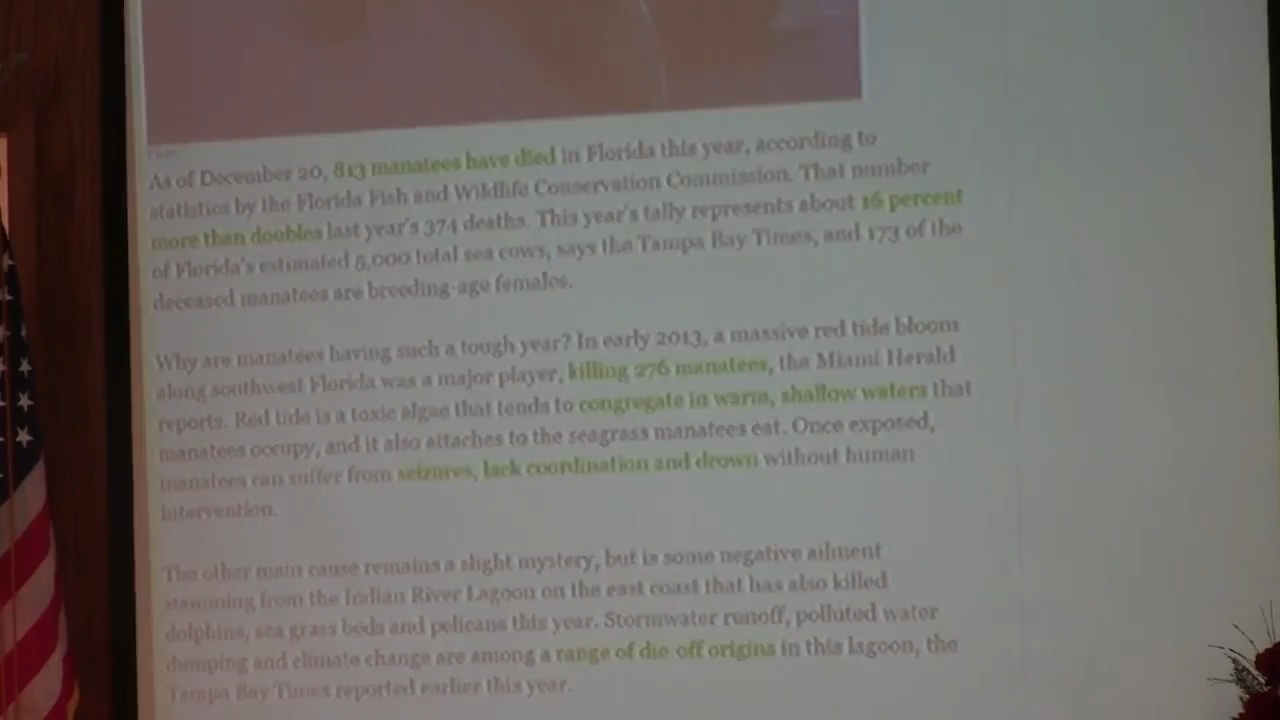 As of December 20, 813 manatees have died in Florida this year, according to
statistics by the Florida Fish and Wildlife Conservation Commission. That number
more than doubles last year's 374 deaths. This year's tally represents about 16 percent
of Florida's estimated 5,000 total sea cows, says the Tampa Bay Times, and 173 of the
deceased manatees are breeding-age females.
Why are manatees having such a tough year? In early 2013, a massive red tide bloom
along southwest Florida was a major player, killing 276 manatees, the Miami Herald
reports. Red tide is a toxic algae that tends to congregate in warm, shallow waters that
manatees occupy, and it also attaches to the seagrass manatees eat. Once exposed,
manatees can suffer from seizures, lack coordination and drown without human
intervention.
The other main cause remains a slight mystery, but is some negative ailment
stemming from the Indian River Lagoon on the east coast that has also killed
dolphins, sea grass beds and pelicans this year. Stormwater runoff, polluted water
dumping and climate change are among a range of die-off origins in this lagoon, the
Tampa Bay Times reported earlier this year.